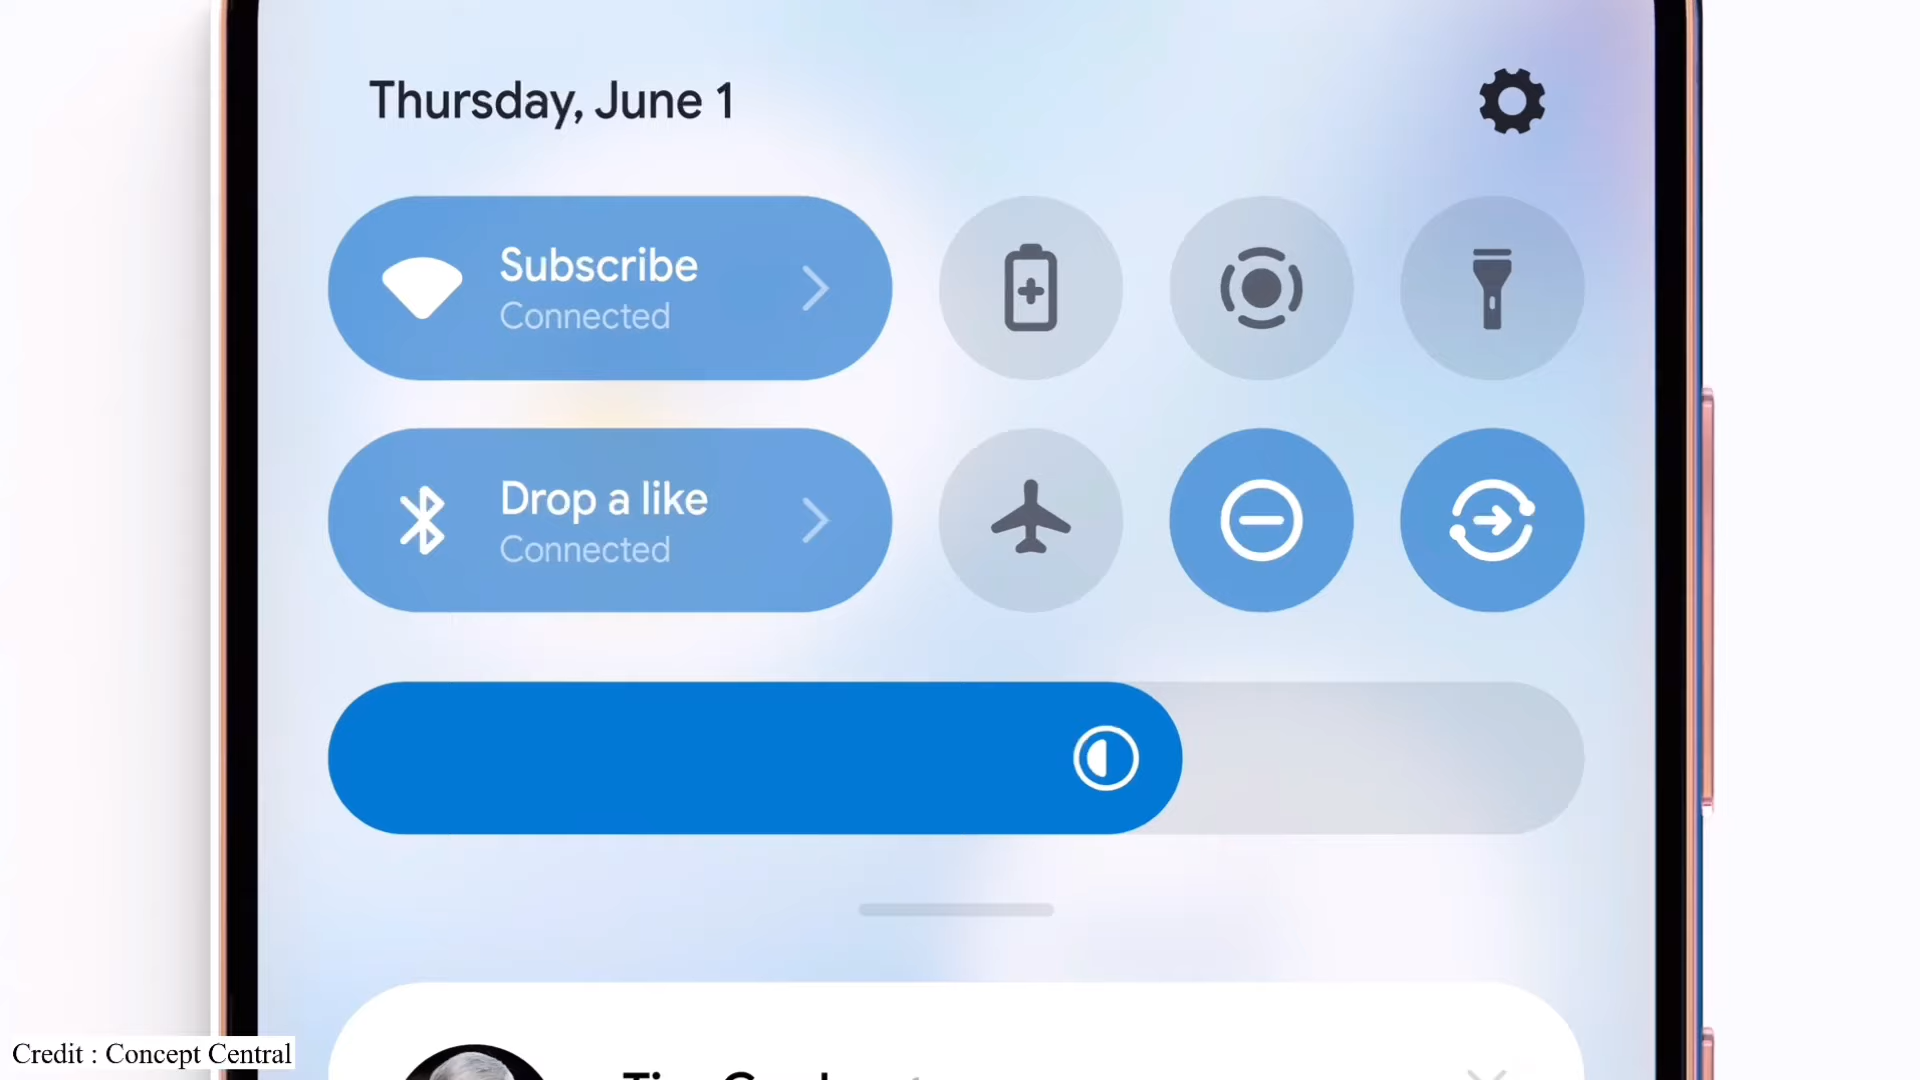 Thursday, June 1
Subscribe
Connected
Drop a like
Connected
Credit : Concept Central